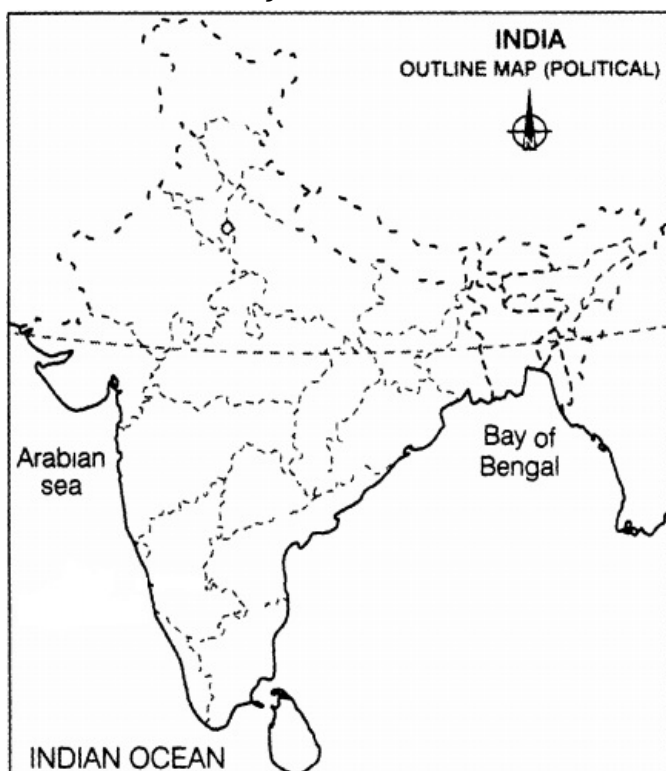 INDIA
OUTLINE MAP (POLITICAL)
N
Arabian
sea
Bay of
Bengal
INDIAN OCEAN